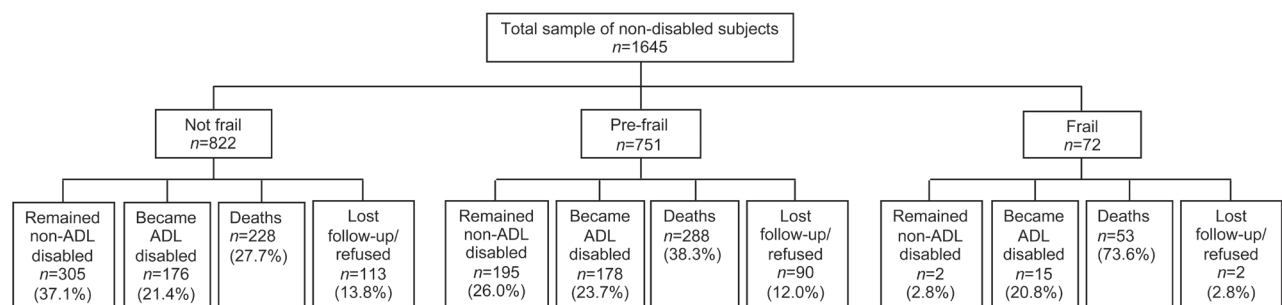 Total sample of non-disabled subjects
n=1645
Not frail
n=822
Pre-frail
n=751
Frail
n=72
Remained
non-ADL
disabled
n=305
(37.1%)
Became
ADL
disabled
n=176
(21.4%)
Deaths
n=228
(27.7%)
Lost
follow-up/
refused
n=113
(13.8%)
Remained
non-ADL
disabled
n=195
(26.0%)
Became
ADL
disabled
n=178
(23.7%)
Deaths
n=288
(38.3%)
Lost
follow-up/
refused
n=90
(12.0%)
Remained
non-ADL
disabled
n=2
(2.8%)
Became
ADL
disabled
n=15
(20.8%)
Deaths
n=53
(73.6%)
Lost
follow-up/
refused
n=2
(2.8%)